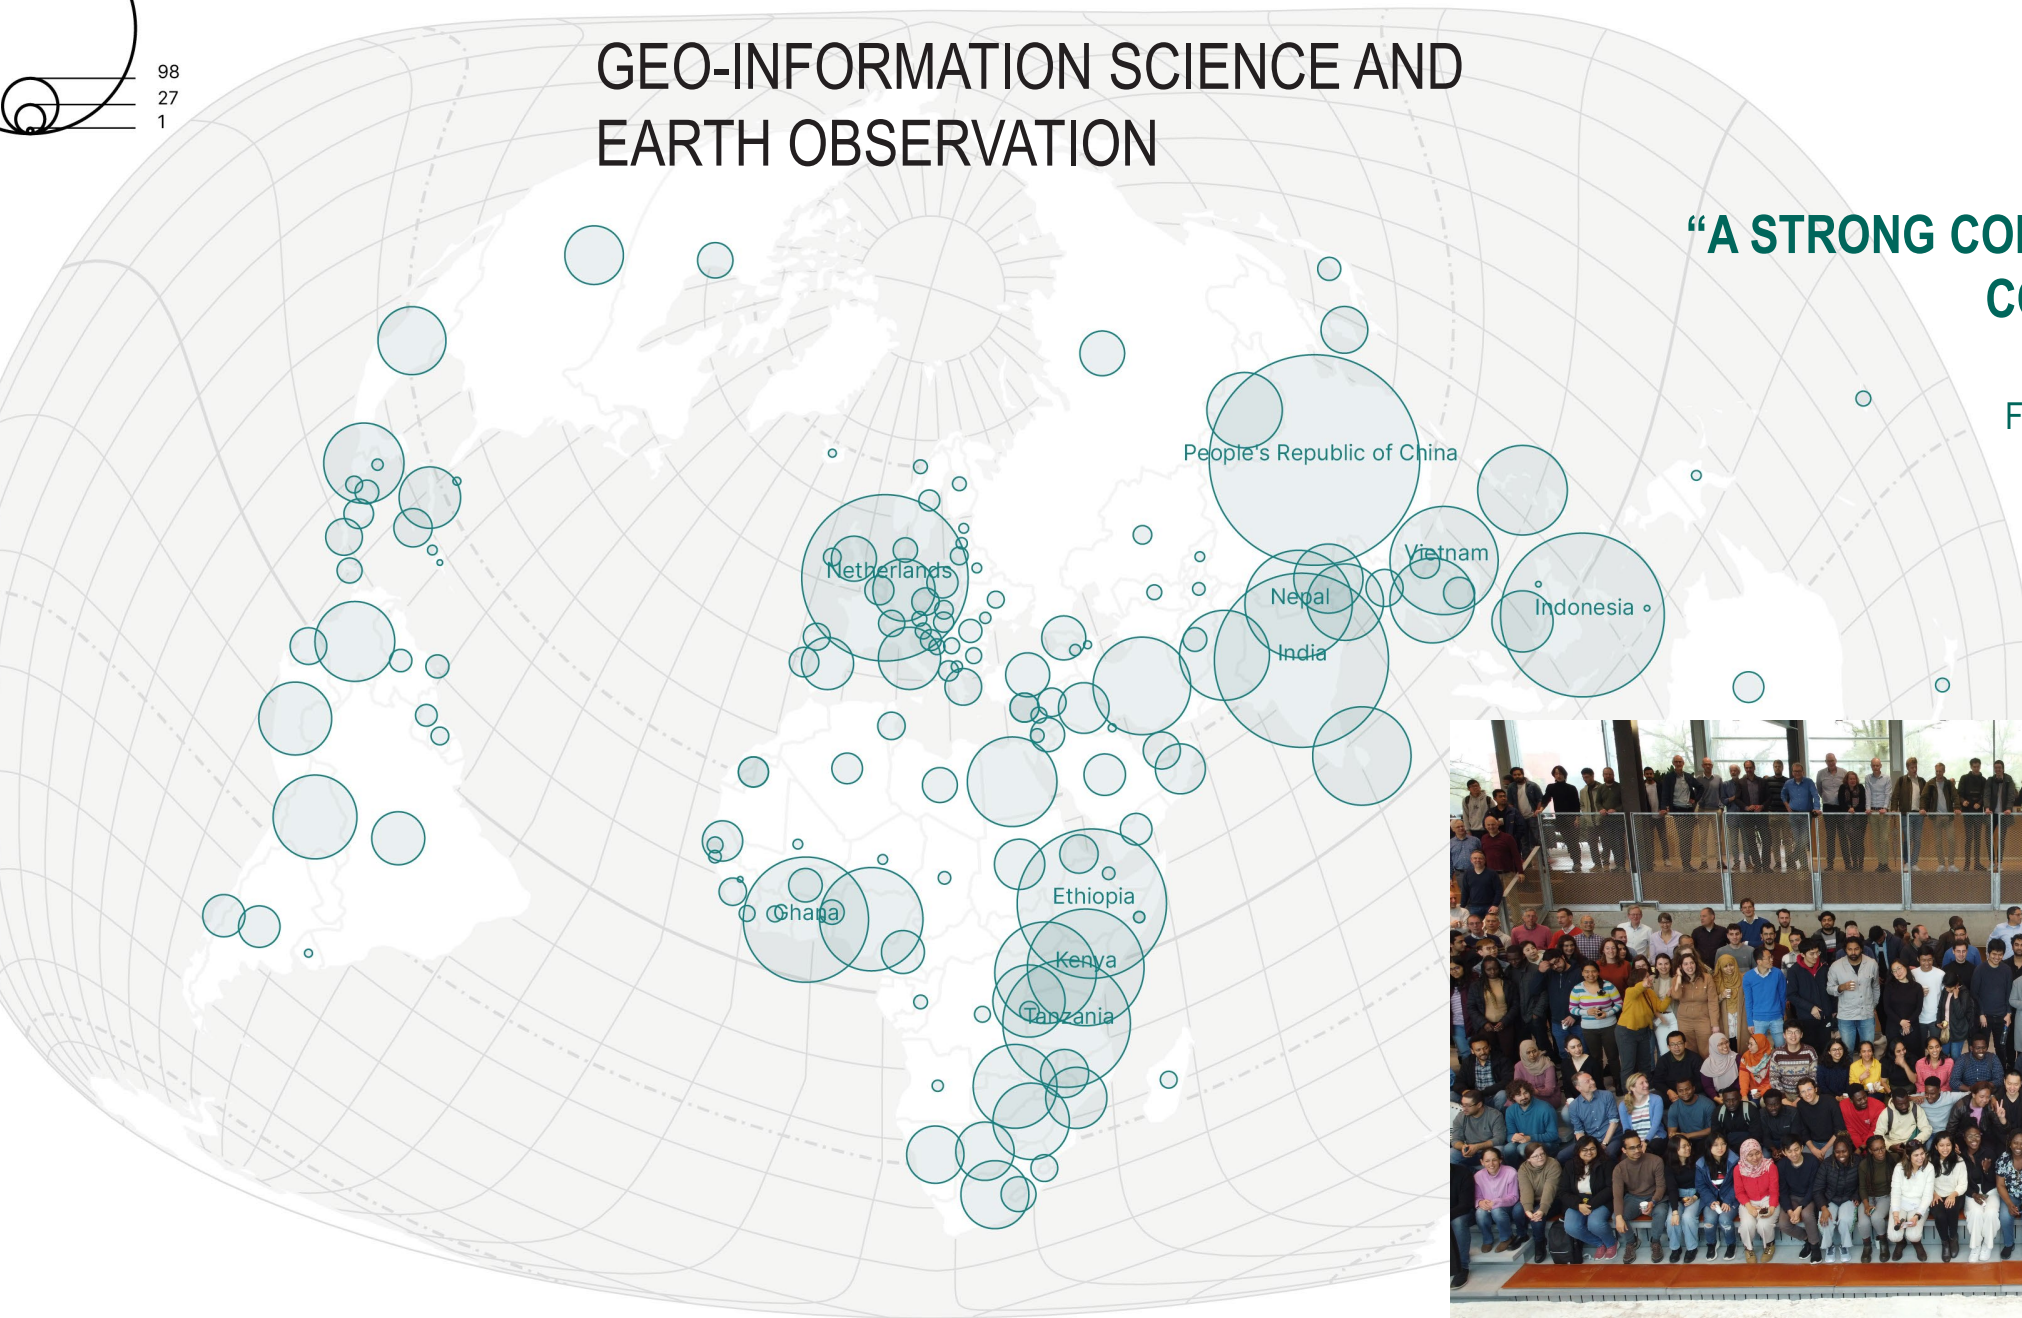 98
27
1
GEO-INFORMATION SCIENCE AND
EARTH OBSERVATION
“A STRONG
People's Republic of China
Netherlands
Vietnam
Nepal
Indonesia
India
Ethiopia
Ghana
Kenya
Tanzania